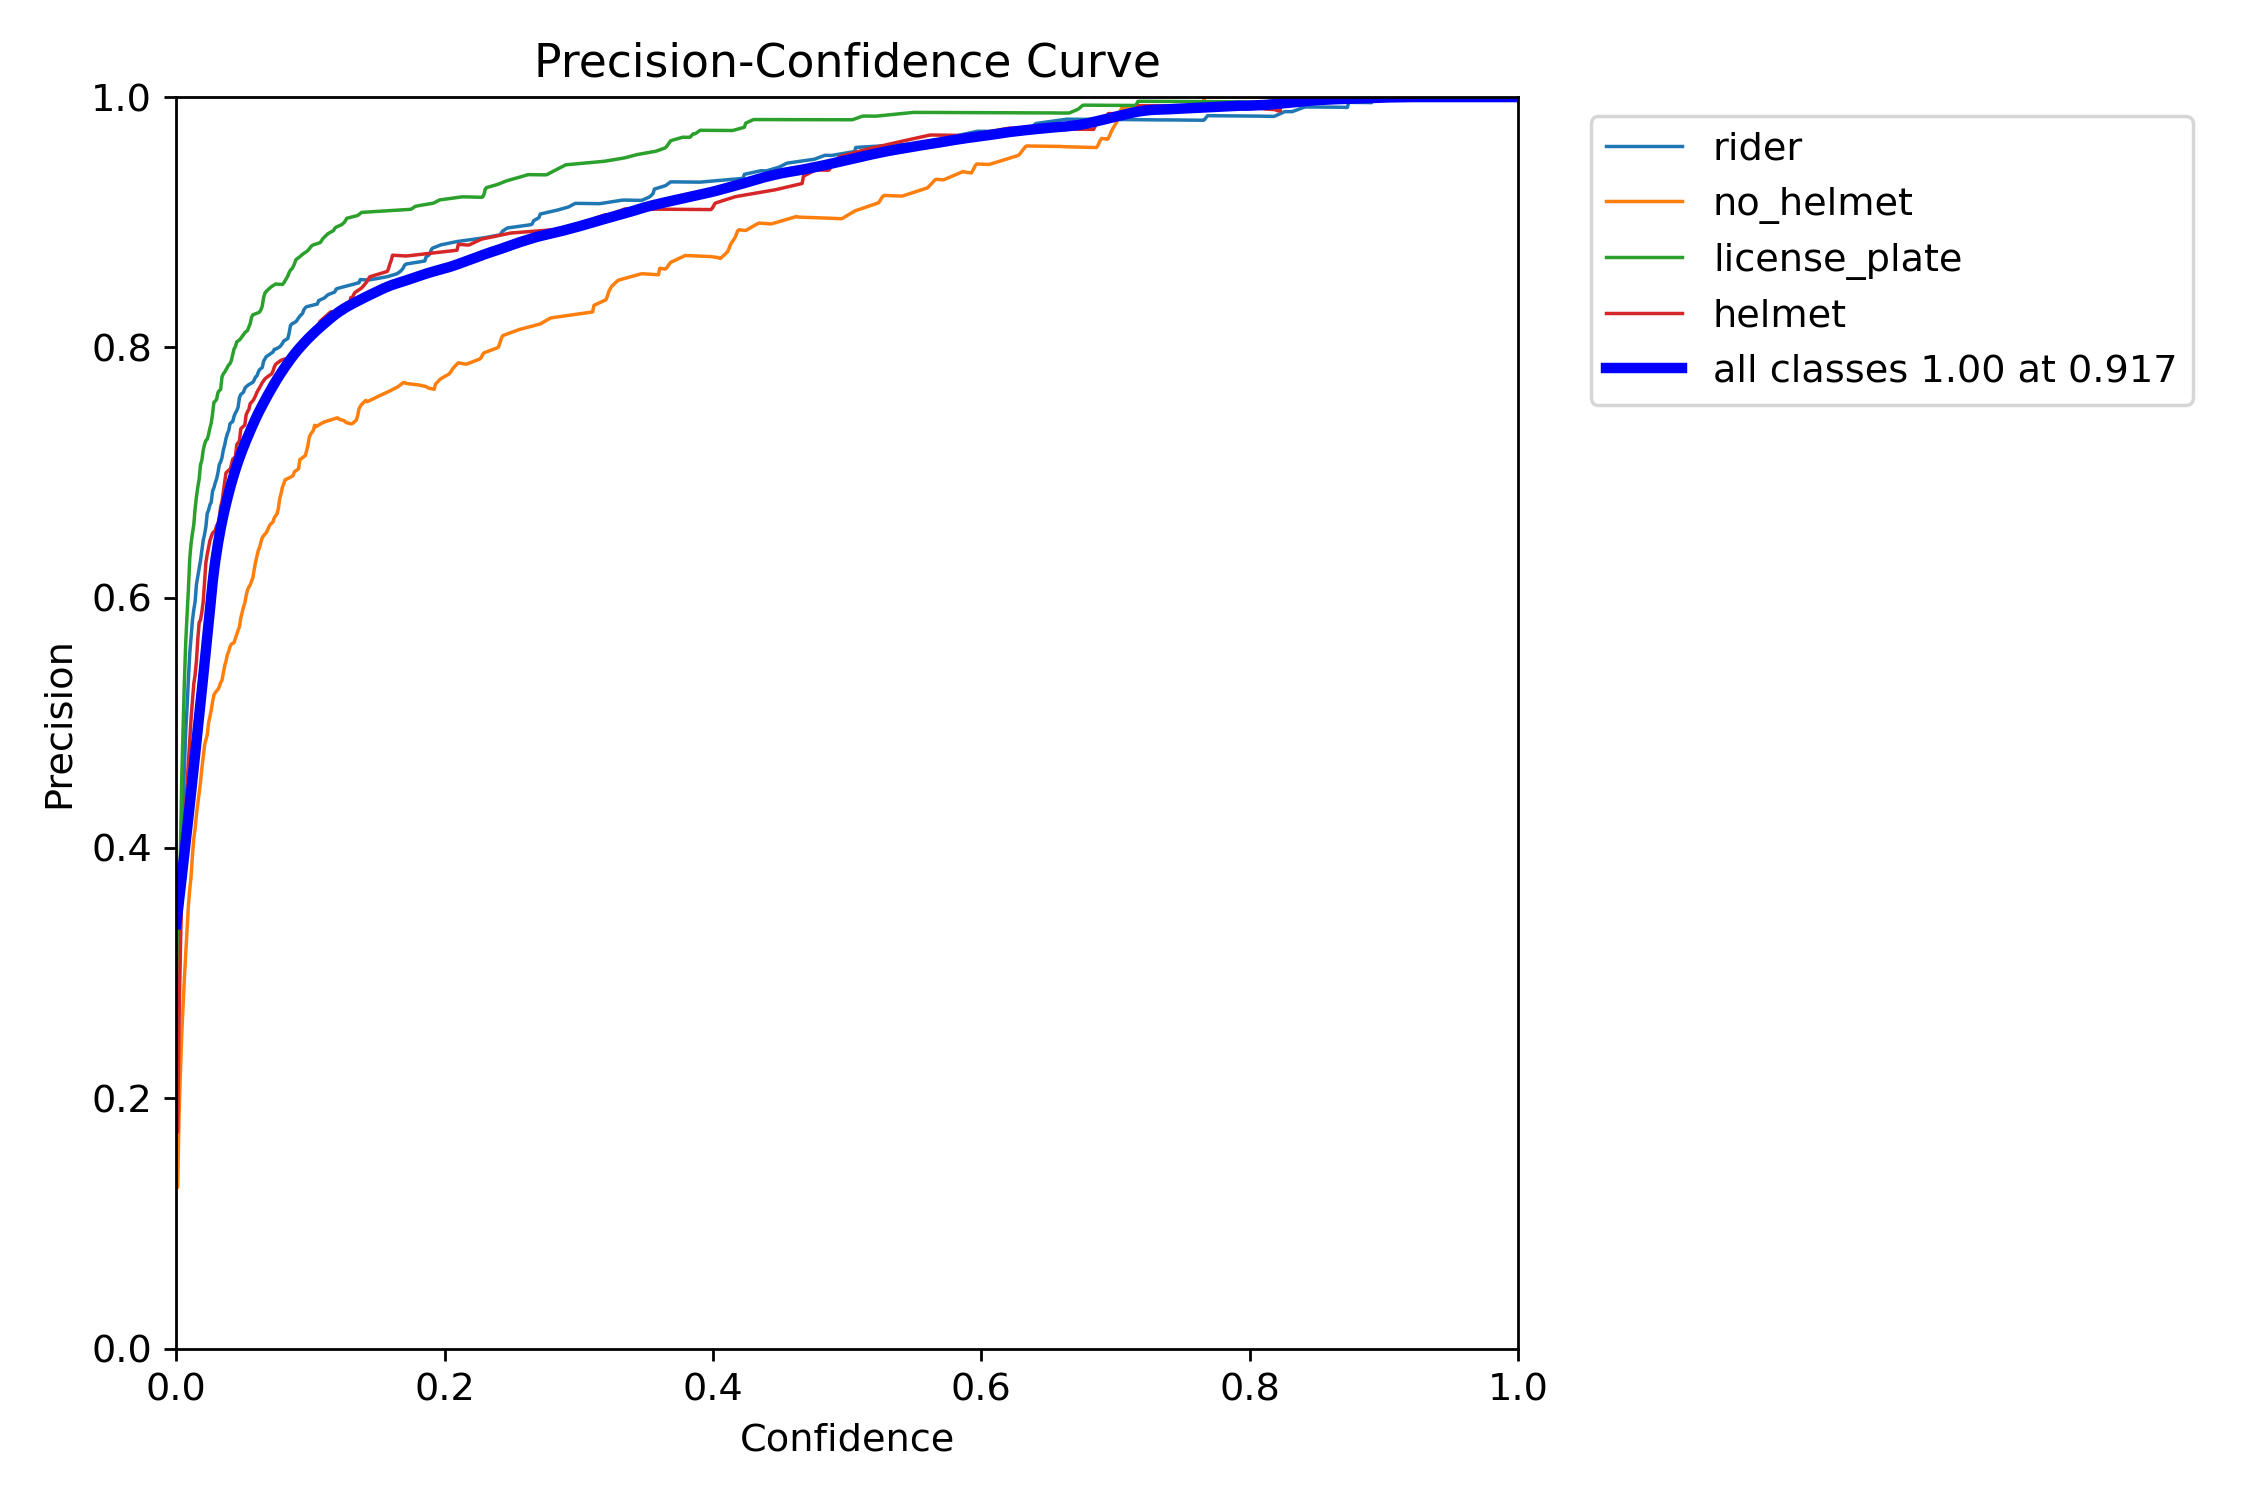 Precision-Confidence Curve
1.0
0.8
0.6
0.4
0.2
0.0
Precision
0.0 0.2 0.4 0.6 0.8 1.0
Confidence
rider
no_helmet
license_plate
helmet
all classes 1.00 at 0.917